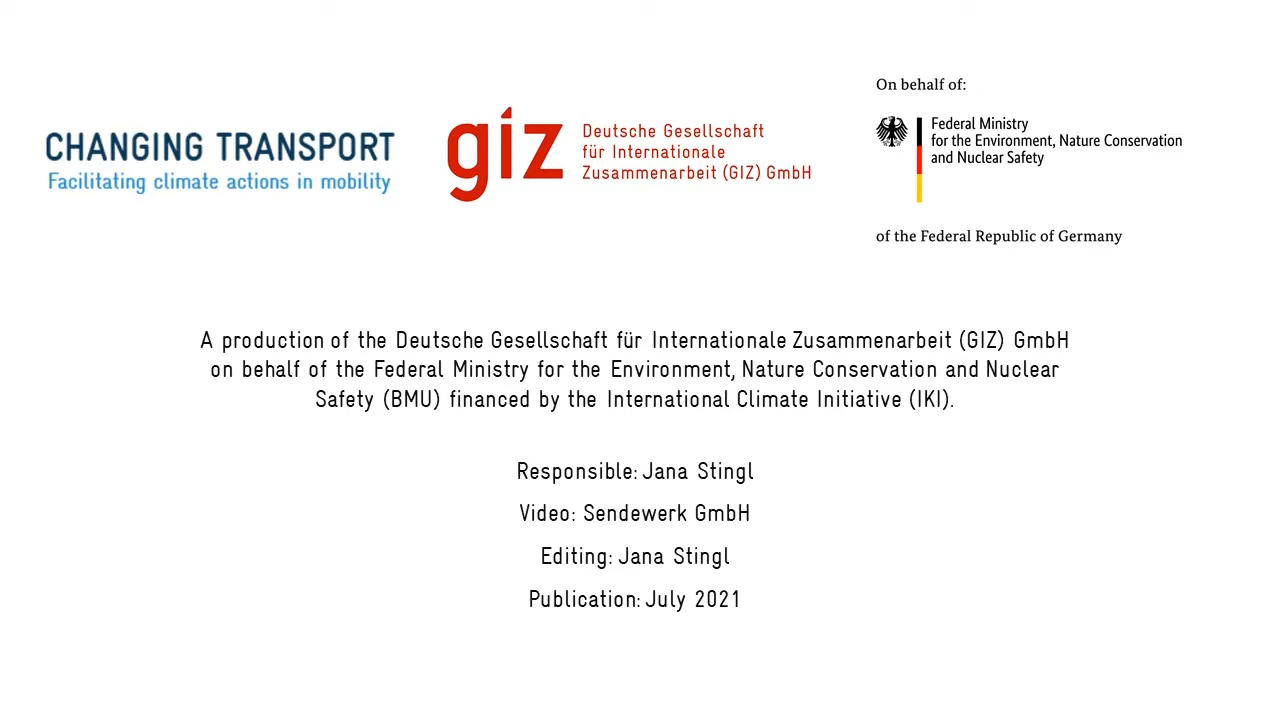 CHANGING TRANSPORT
Facilitating climate actions in mobility
giz
Deutsche Gesellschaft
für Internationale
Zusammenarbeit (GIZ) GmbH
On behalf of:
Federal Ministry
for the Environment, Nature Conservation
and Nuclear Safety
of the Federal Republic of Germany
A production of the Deutsche Gesellschaft für Internationale Zusammenarbeit (GIZ) GmbH
on behalf of the Federal Ministry for the Environment, Nature Conservation and Nuclear
Safety (BMU) financed by the International Climate Initiative (IKI).
Responsible: Jana Stingl
Video: Sendewerk GmbH
Editing: Jana Stingl
Publication: July 2021